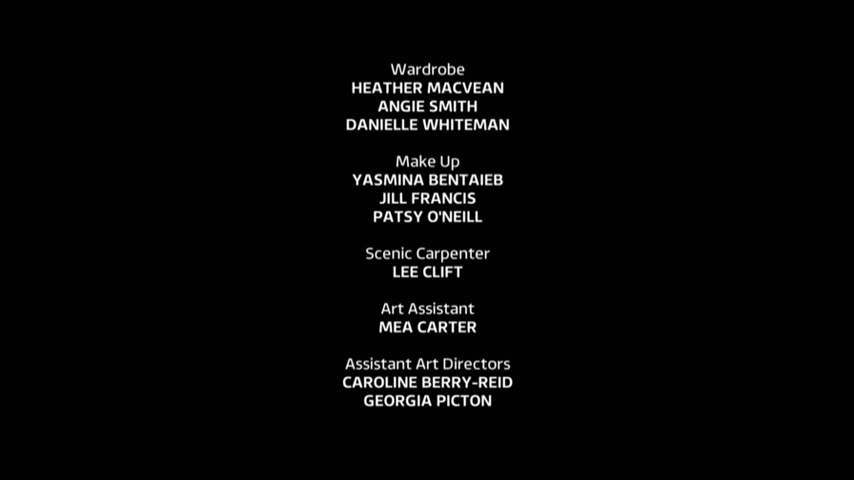 Wardrobe
HEATHER MACVEAN
ANGIE SMITH
DANIELLE WHITEMAN
Make Up
YASMINA BENTAIEB
JILL FRANCIS
PATSY O'NEILL
Scenic Carpenter
LEE CLIFT
Art Assistant
MEA CARTER
Assistant Art Directors
CAROLINE BERRY-REID
GEORGIA PICTON